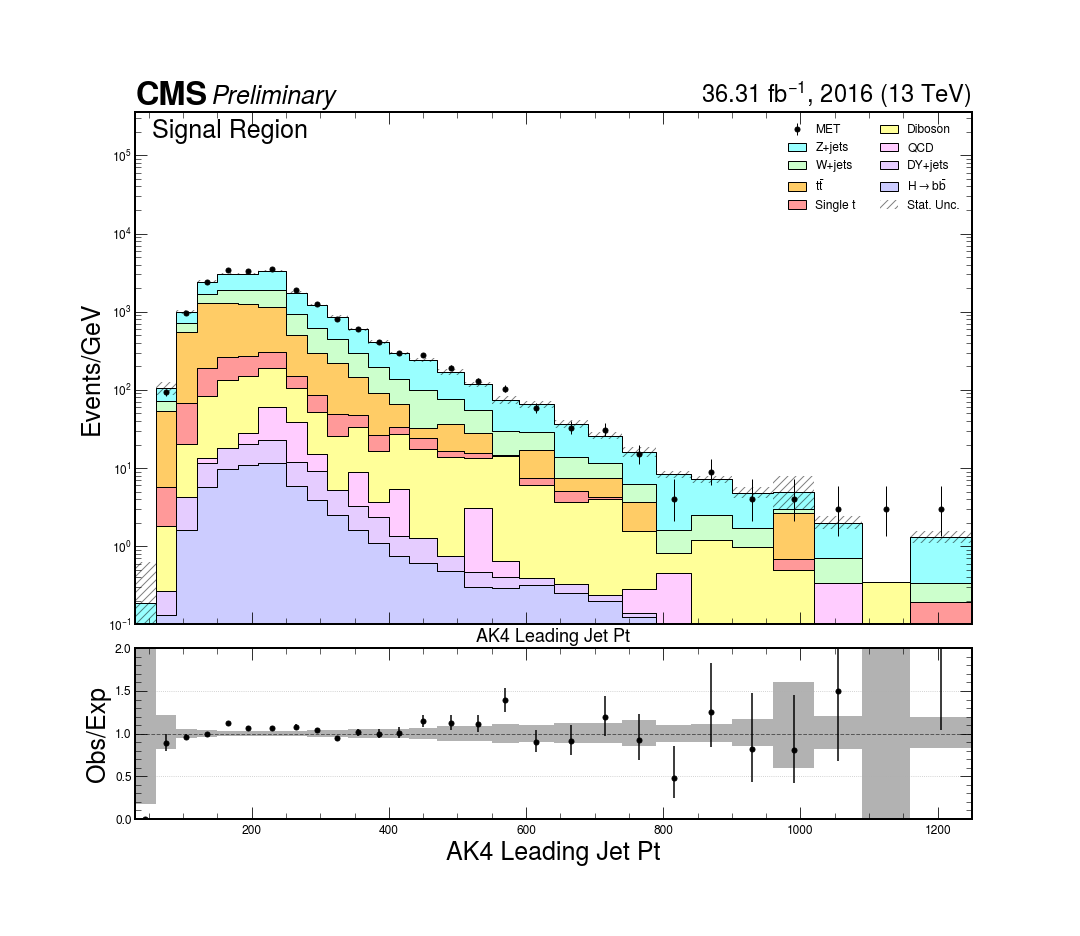 CMS Preliminary 36.31 fb⁻¹, 2016 (13 TeV)
Signal Region
MET Diboson
Z+jets QCD
W+jets DY+jets
tt̄ H→bb̄
Single t Stat. Unc.
Events/GeV
10⁵
10⁴
10³
10²
10¹
10⁰
10⁻¹
AK4 Leading Jet Pt
Obs/Exp
2.0
1.5
1.0
0.5
0.0
200 400 600 800 1000 1200
AK4 Leading Jet Pt